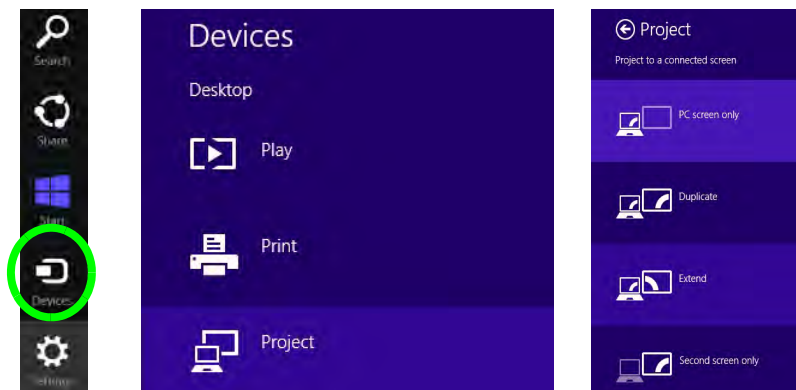 Search
Share
Start
Devices
Settings
Devices
Desktop
Play
Print
Project
Project
Project to a connected screen
PC screen only
Duplicate
Extend
Second screen only